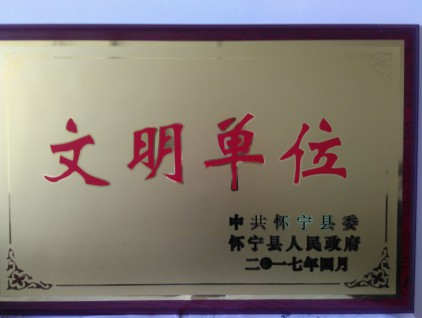 文明单位
中共怀宁县委
怀宁县人民政府
二〇一七年四月